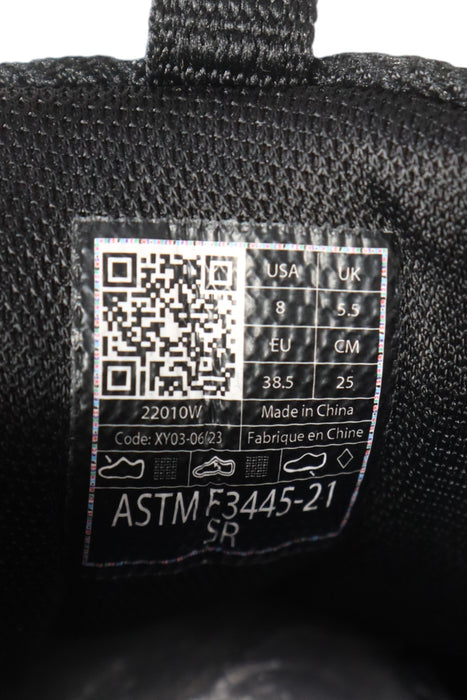 USA UK
8 5.5
EU CM
38.5 25
22010W Made in China
Code: XY03-06/23 Fabrique en Chine
ASTM F3445-21
SR